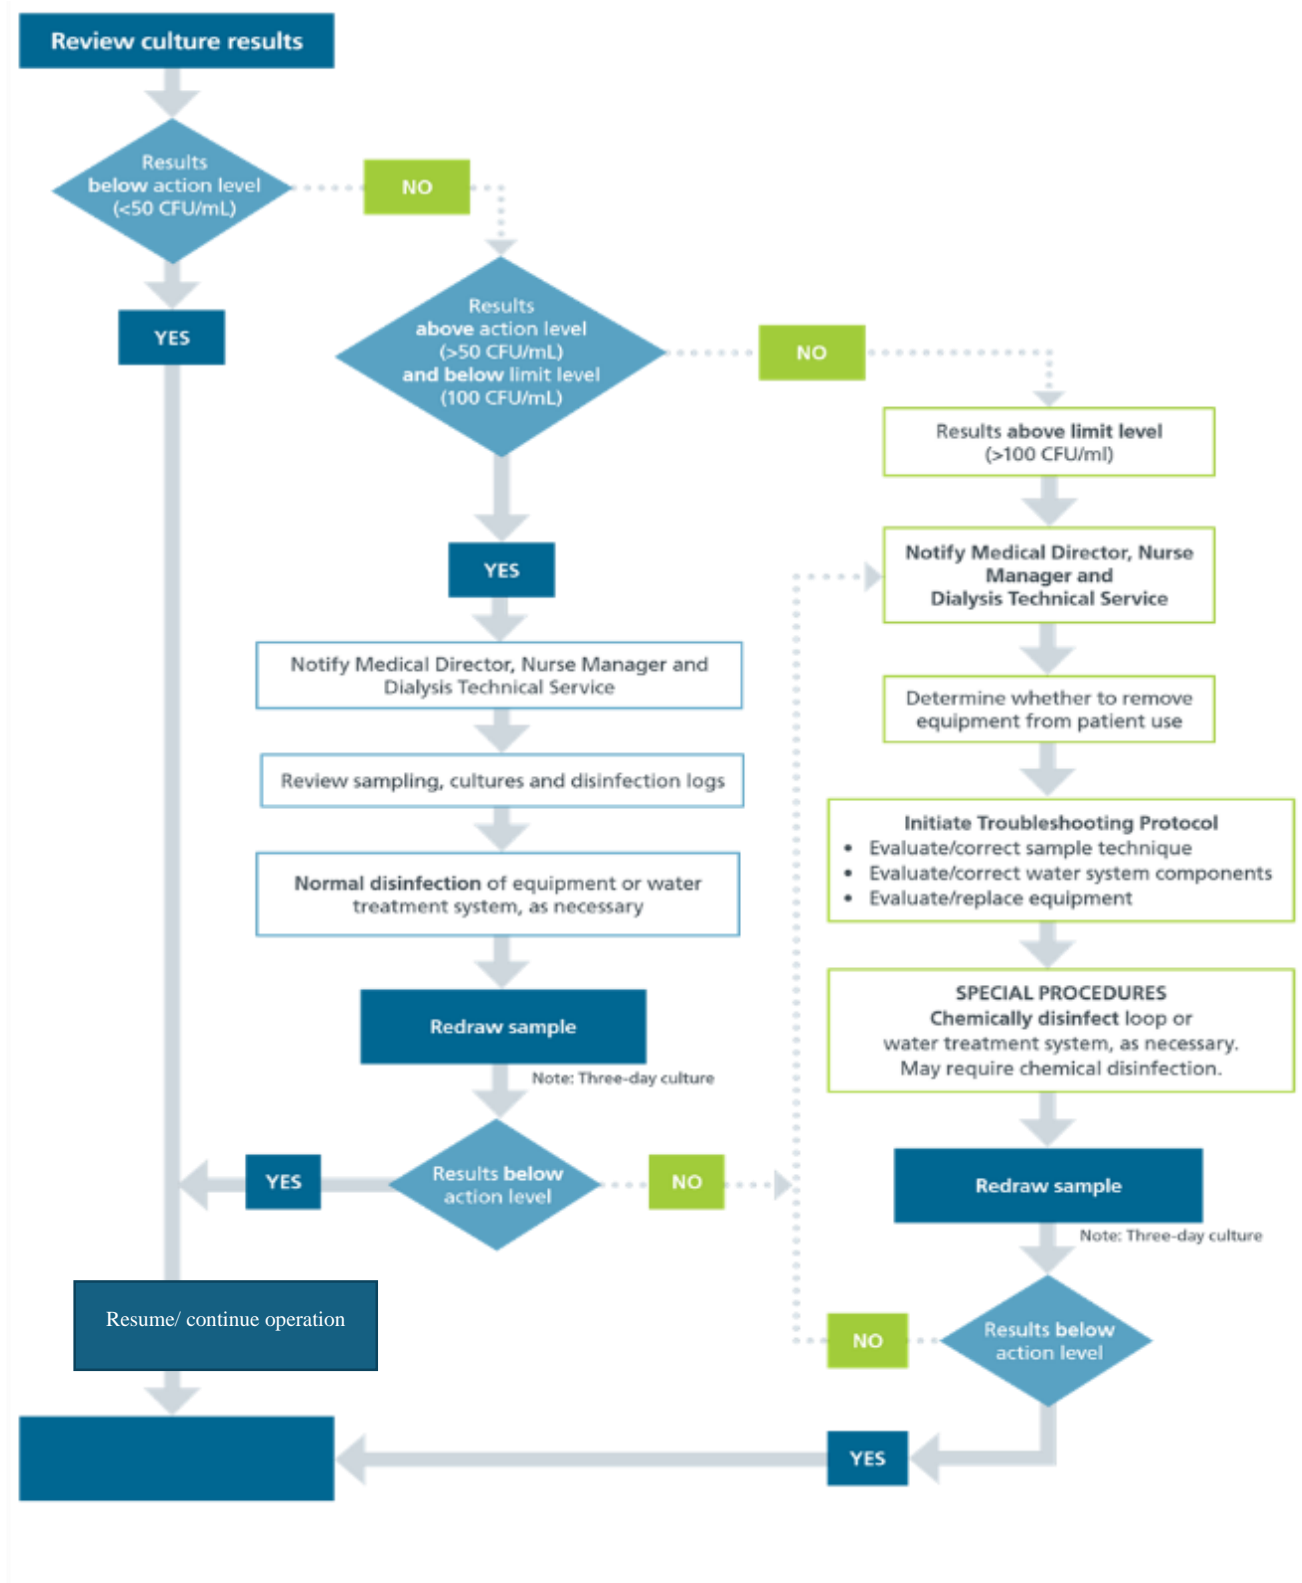 Review culture results
Results
below action level
(<50 CFU/mL)
NO
YES
Results
above action level
(>50 CFU/mL)
and below limit level
(100 CFU/mL)
NO
Results above limit level
(>100 CFU/ml)
YES
Notify Medical Director, Nurse
Manager and
Dialysis Technical Service
Notify Medical Director, Nurse Manager and
Dialysis Technical Service
Determine whether to remove
equipment from patient use
Review sampling, cultures and disinfection logs
Initiate Troubleshooting Protocol
• Evaluate/correct sample technique
• Evaluate/correct water system components
• Evaluate/replace equipment
Normal disinfection of equipment or water
treatment system, as necessary
SPECIAL PROCEDURES
Chemically disinfect loop or
water treatment system, as necessary.
May require chemical disinfection.
Redraw sample
Note: Three-day culture
Results below
action level
YES
NO
Redraw sample
Note: Three-day culture
Resume/ continue operation
Results below
action level
NO
YES